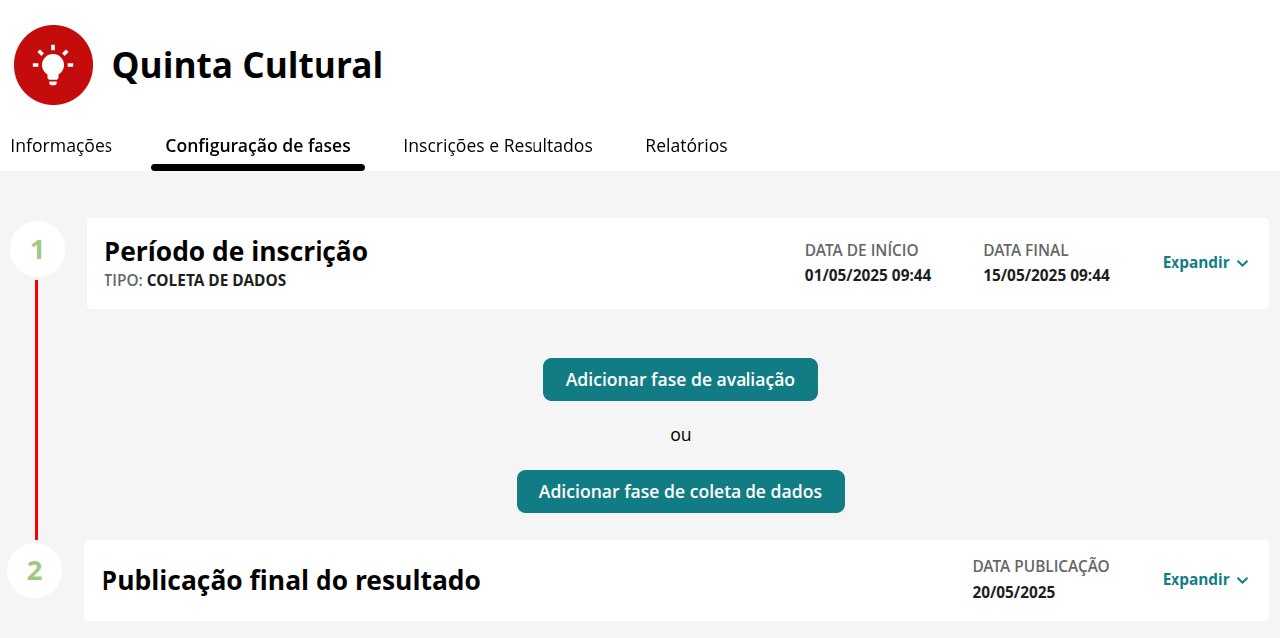 Quinta Cultural
Informações
Configuração de fases
Inscrições e Resultados
Relatórios
1
Período de inscrição
TIPO: COLETA DE DADOS
DATA DE INÍCIO
01/05/2025 09:44
DATA FINAL
15/05/2025 09:44
Expandir
Adicionar fase de avaliação
ou
Adicionar fase de coleta de dados
2
Publicação final do resultado
DATA PUBLICAÇÃO
20/05/2025
Expandir